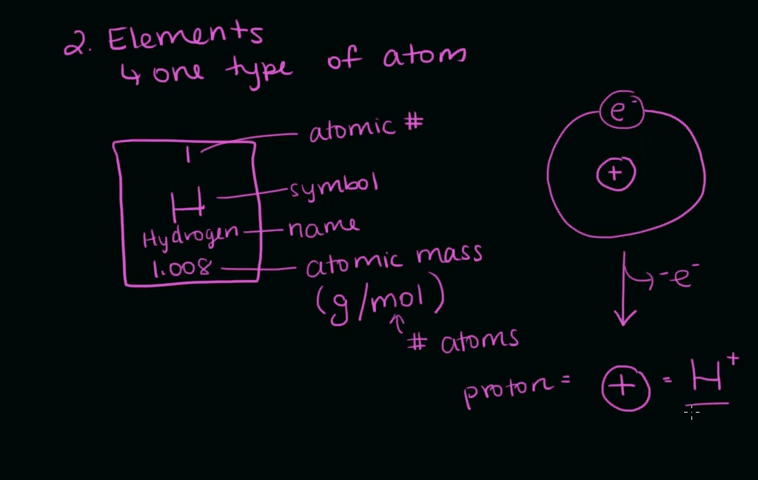 2. Elements
↳ one type of atom
1
H
Hydrogen
1.008
atomic #
symbol
name
atomic mass
(g/mol)
# atoms
e⁻
+
-e⁻
proton = + = H⁺